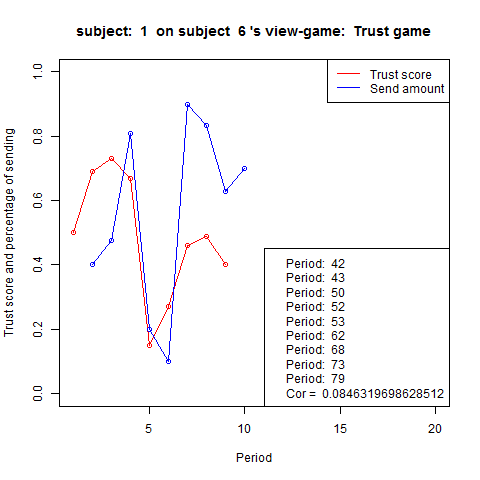 subject:  1  on subject  6 's view-game:  Trust game
Trust score
Send amount
Trust score and percentage of sending
1.0
0.8
0.6
0.4
0.2
0.0
Period:  42
Period:  43
Period:  50
Period:  52
Period:  53
Period:  62
Period:  68
Period:  73
Period:  79
Cor =  0.0846319698628512
5
10
15
20
Period